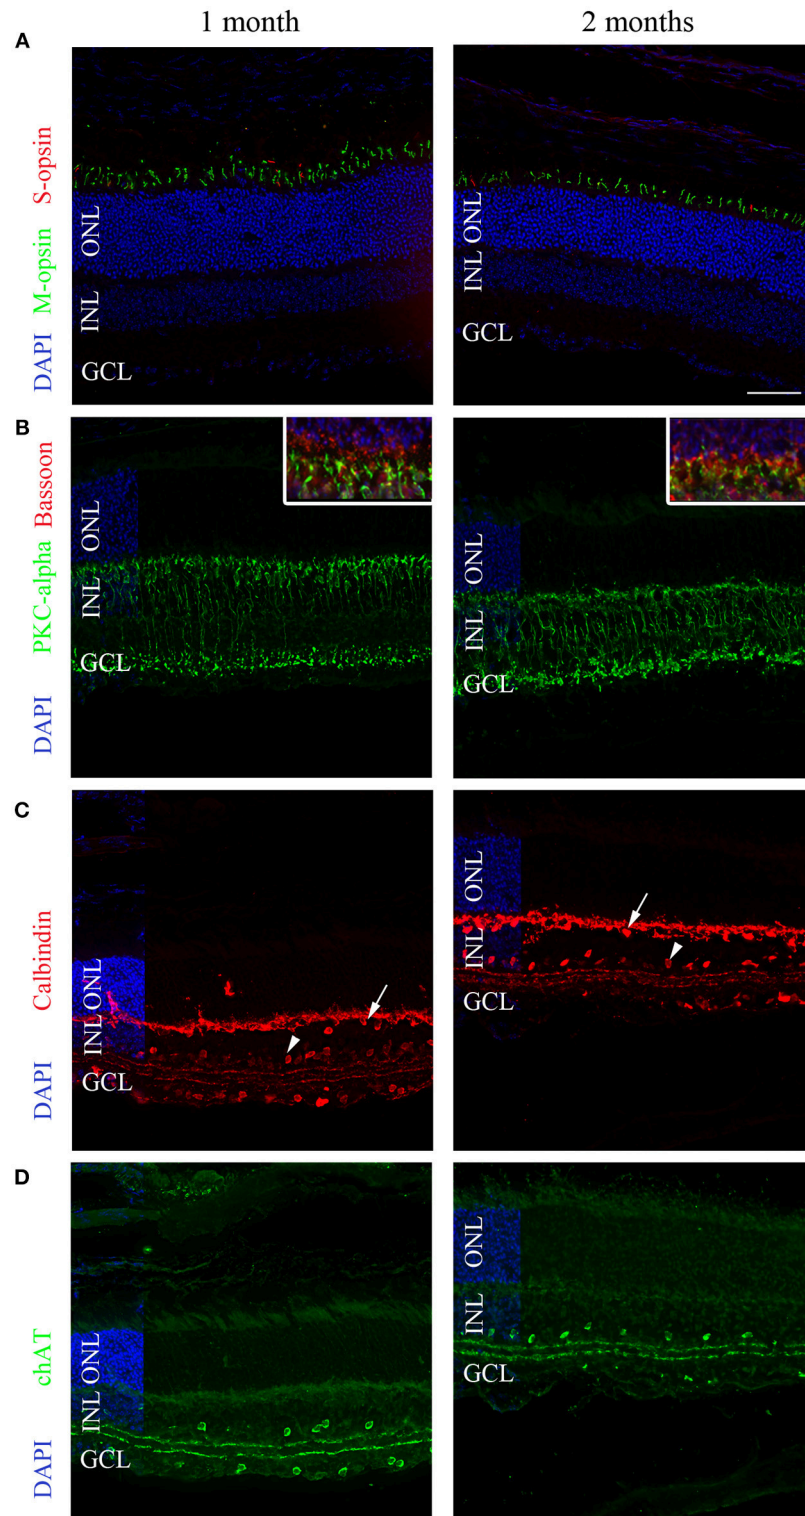 1 month
2 months
A
DAPI M-opsin S-opsin
ONL
INL
GCL
ONL
INL
GCL
B
DAPI PKC-alpha Bassoon
ONL
INL
GCL
ONL
INL
GCL
C
DAPI Calbindin
ONL
INL
GCL
ONL
INL
GCL
D
DAPI chAT
ONL
INL
GCL
ONL
INL
GCL